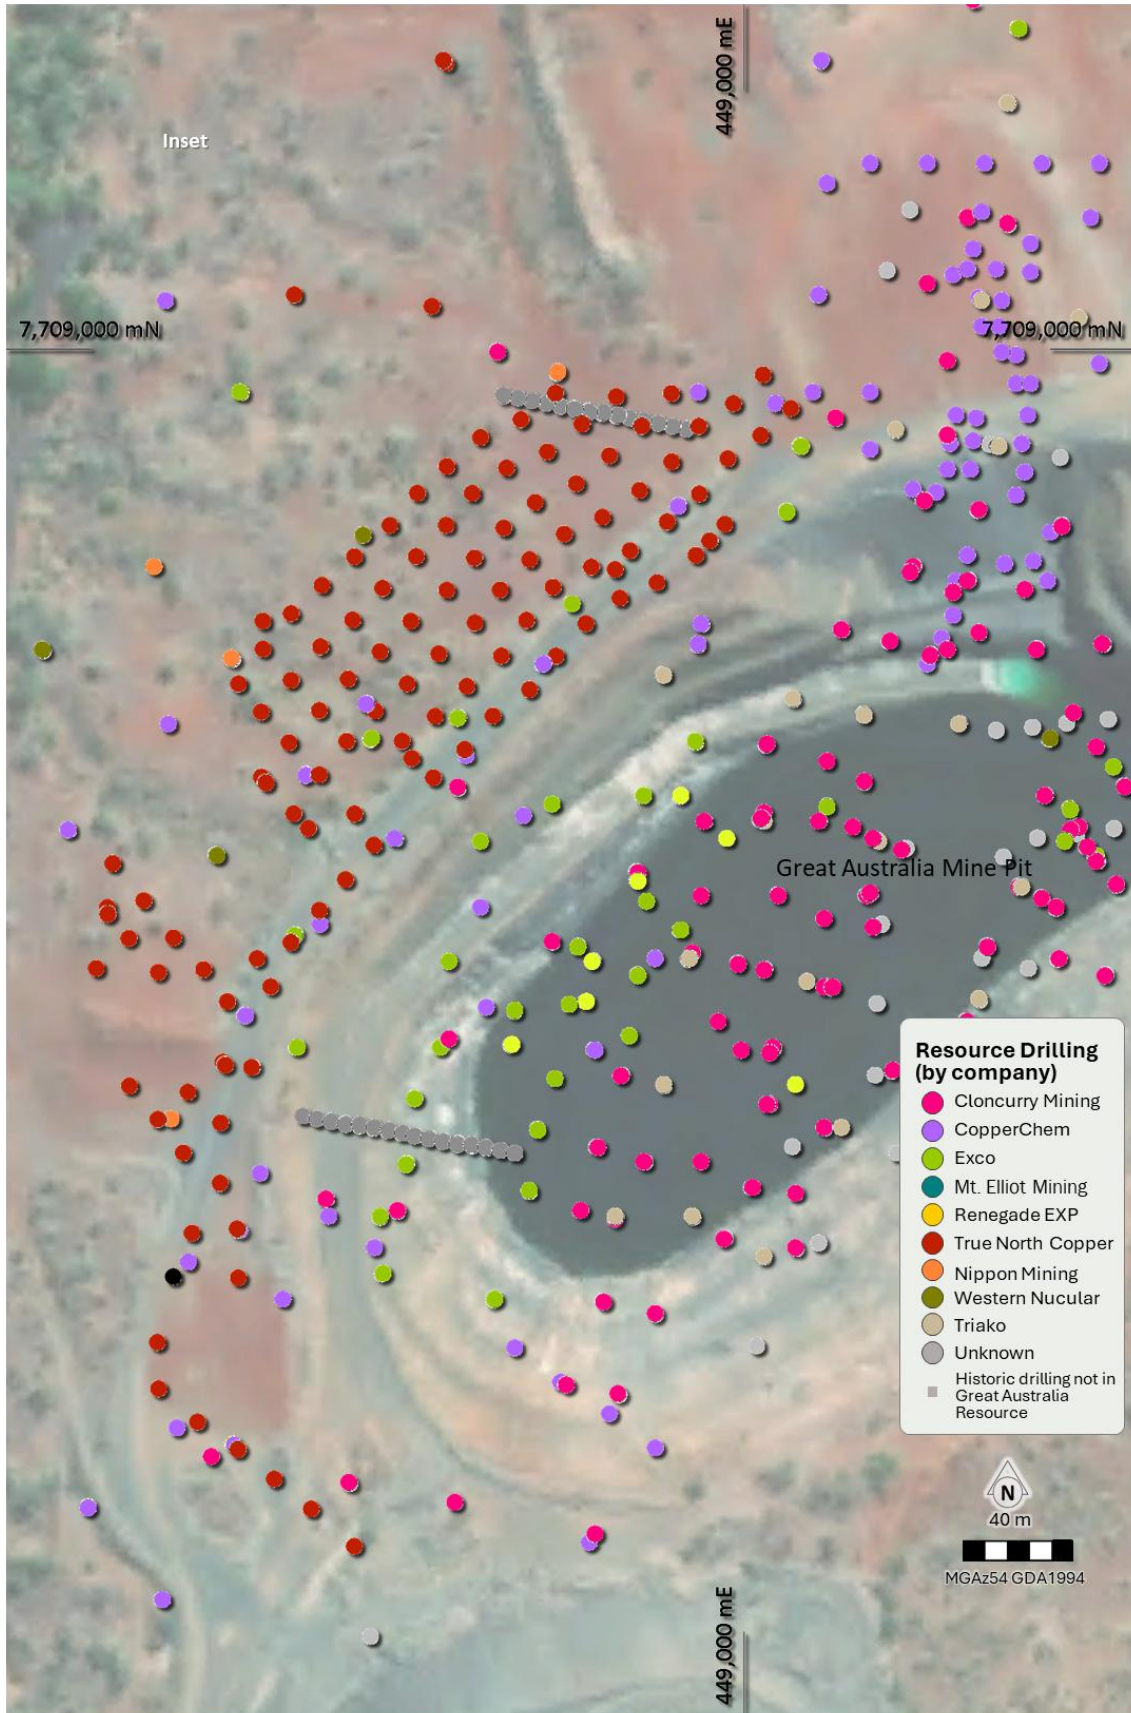 449,000 mE
Inset
7,709,000 mN
7,709,000 mN
Great Australia Mine Pit
Resource Drilling
(by company)
Cloncurry Mining
CopperChem
Exco
Mt. Elliot Mining
Renegade EXP
True North Copper
Nippon Mining
Western Nucular
Triako
Unknown
Historic drilling not in
Great Australia
Resource
N
40 m
MGAz54 GDA1994
449,000 mE